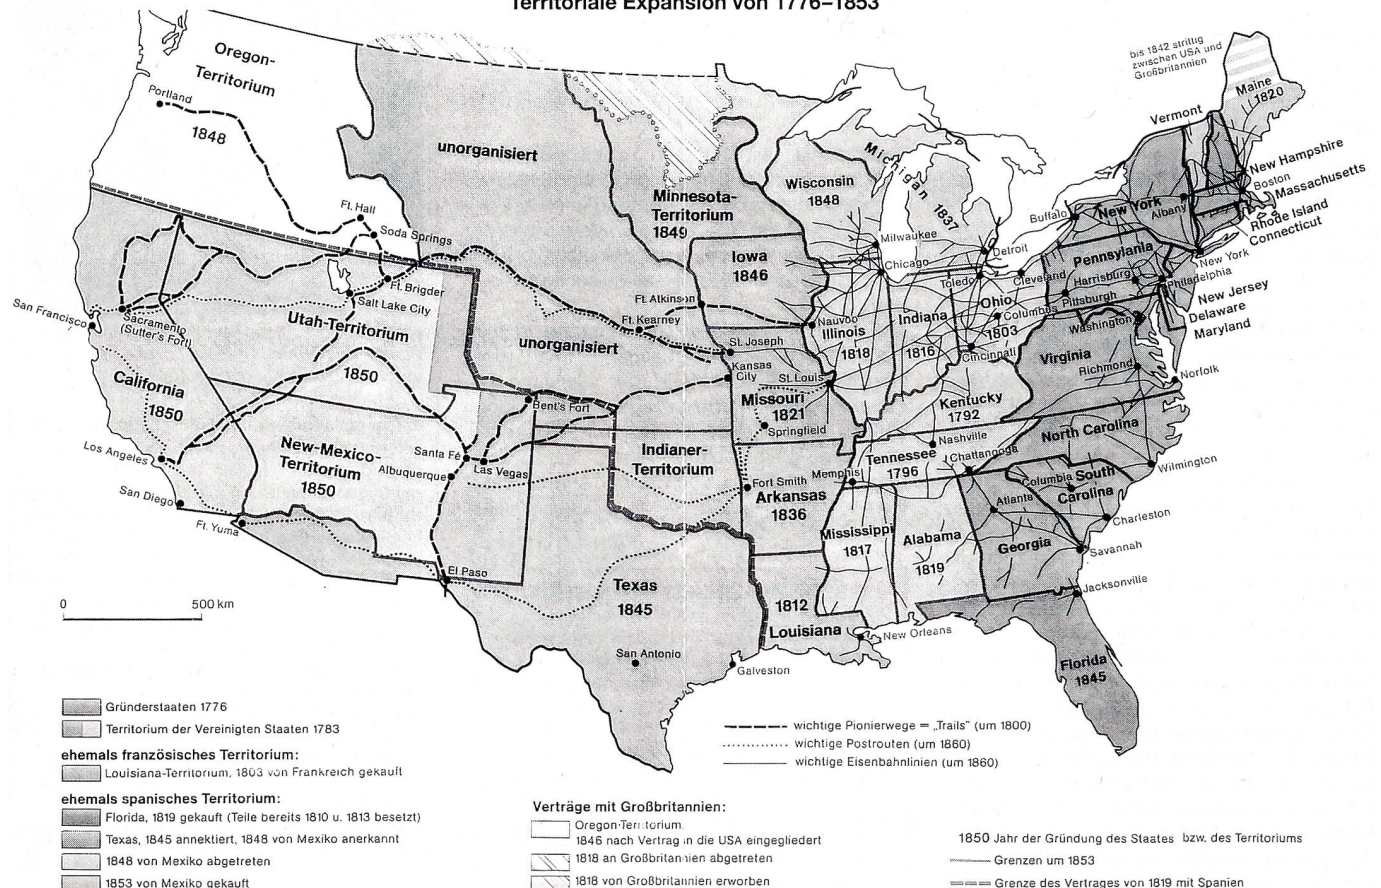 Territoriale Expansion von 1776–1853
bis 1842 strittig
zwischen USA und
Großbritannien
Maine
1820
Vermont
New Hampshire
Boston
Massachusetts
Rhode Island
Connecticut
New York
Albany
Buffalo
New York
Pennsylania
Harrisburg
Philadelphia
Pittsburgh
New Jersey
Delaware
Maryland
Washington
Oregon-
Territorium
Portland
1848
unorganisiert
Minnesota-
Territorium
1849
Wisconsin
1848
Michigan 1837
Milwaukee
Chicago
Detroit
Toledo
Cleveland
Iowa
1846
Ft. Hall
Soda Springs
Ft. Brigder
Salt Lake City
Ft. Atkinson
Ft. Kearney
Nauvoo
Illinois
1818
Indiana
1816
Ohio
1803
Columbus
Cincinnati
Virginia
Richmond
Norfolk
San Francisco
Sacramento
(Sutter's Fort)
Utah-Territorium
1850
unorganisiert
St. Joseph
Kansas
City
St. Louis
Missouri
1821
Springfield
Kentucky
1792
California
1850
Bent's Fort
North Carolina
Nashville
Tennessee
1796
Chattanooga
Memphis
Wilmington
Los Angeles
New-Mexico-
Territorium
1850
Santa Fé
Albuquerque
Las Vegas
Indianer-
Territorium
Fort Smith
Arkansas
1836
Columbia
South
Carolina
Charleston
Atlanta
Georgia
Savannah
San Diego
Ft. Yuma
El Paso
Mississippi
1817
Alabama
1819
Jacksonville
Texas
1845
1812
Louisiana
New Orleans
San Antonio
Galveston
Florida
1845
0 500 km
Gründerstaaten 1776
Territorium der Vereinigten Staaten 1783
ehemals französisches Territorium:
Louisiana-Territorium, 1803 von Frankreich gekauft
ehemals spanisches Territorium:
Florida, 1819 gekauft (Teile bereits 1810 u. 1813 besetzt)
Texas, 1845 annektiert, 1848 von Mexiko anerkannt
1848 von Mexiko abgetreten
1853 von Mexiko gekauft
wichtige Pionierwege = „Trails" (um 1800)
wichtige Postrouten (um 1860)
wichtige Eisenbahnlinien (um 1860)
Verträge mit Großbritannien:
Oregon-Territorium,
1846 nach Vertrag in die USA eingegliedert
1818 an Großbritannien abgetreten
1818 von Großbritannien erworben
1850 Jahr der Gründung des Staates bzw. des Territoriums
Grenzen um 1853
Grenze des Vertrages von 1819 mit Spanien